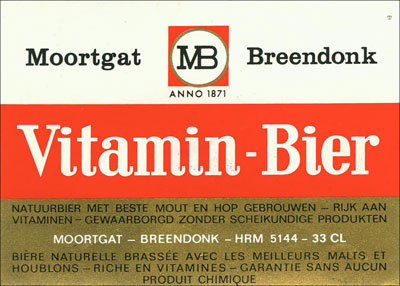 Moortgat MB Breendonk
ANNO 1871
Vitamin-Bier
NATUURBIER MET BESTE MOUT EN HOP GEBROUWEN – RIJK AAN
VITAMINEN – GEWAARBORGD ZONDER SCHEIKUNDIGE PRODUKTEN
MOORTGAT – BREENDONK – HRM 5144 – 33 CL
BIÈRE NATURELLE BRASSÉE AVEC LES MEILLEURS MALTS ET
HOUBLONS – RICHE EN VITAMINES – GARANTIE SANS AUCUN
PRODUIT CHIMIQUE